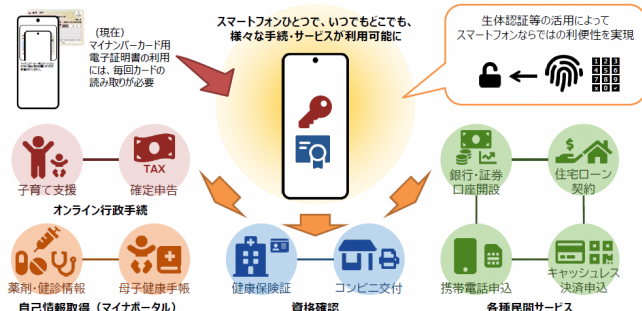 (現在)
マイナンバーカード用
電子証明書の利用
には、毎回カードの
読み取りが必要
スマートフォンひとつで、いつでもどこでも、
様々な手続・サービスが利用可能に
生体認証等の活用によって
スマートフォンならではの利便性を実現
1 2 3
4 5 6
7 8 9
× 0 ✓
子育て支援
TAX
確定申告
オンライン行政手続
銀行・証券
口座開設
住宅ローン
契約
薬剤・健診情報
母子健康手帳
自己情報取得(マイナポータル)
健康保険証
コンビニ交付
資格確認
携帯電話申込
キャッシュレス
決済申込
各種民間サービス